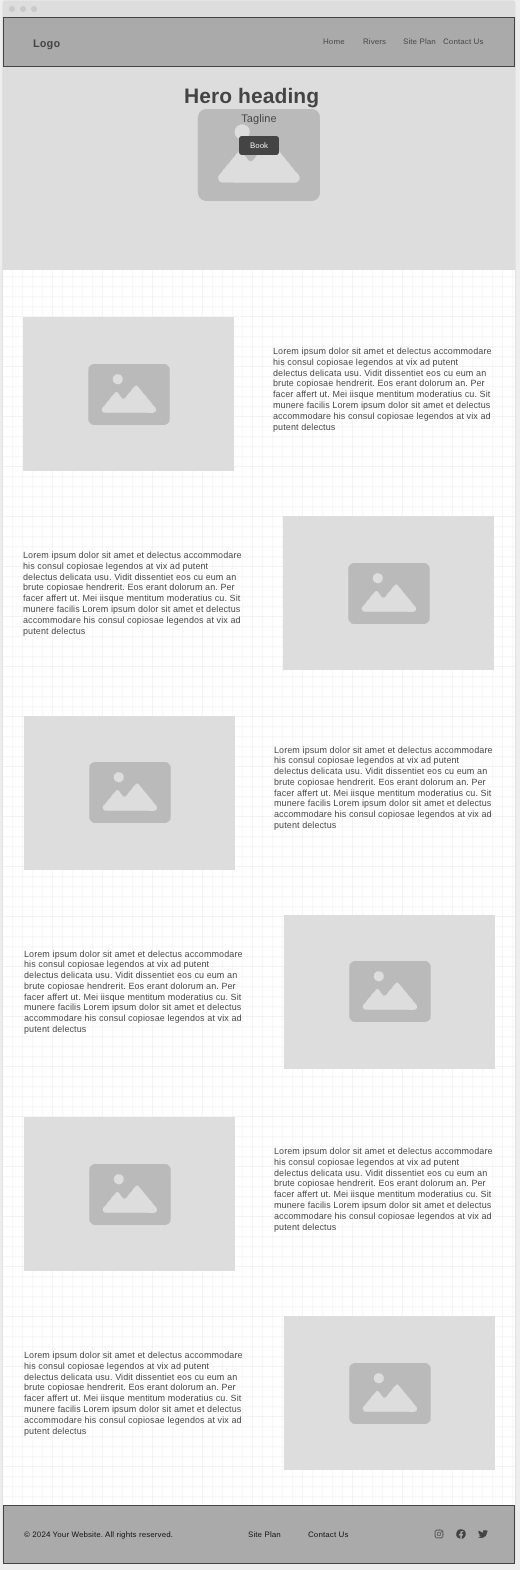 Logo
Home Rivers Site Plan Contact Us
Hero heading
Tagline
Book
Lorem ipsum dolor sit amet et delectus accommodare
his consul copiosae legendos at vix ad putent
delectus delicata usu. Vidit dissentiet eos cu eum an
brute copiosae hendrerit. Eos erant dolorum an. Per
facer affert ut. Mei iisque mentitum moderatius cu. Sit
munere facilis Lorem ipsum dolor sit amet et delectus
accommodare his consul copiosae legendos at vix ad
putent delectus
Lorem ipsum dolor sit amet et delectus accommodare
his consul copiosae legendos at vix ad putent
delectus delicata usu. Vidit dissentiet eos cu eum an
brute copiosae hendrerit. Eos erant dolorum an. Per
facer affert ut. Mei iisque mentitum moderatius cu. Sit
munere facilis Lorem ipsum dolor sit amet et delectus
accommodare his consul copiosae legendos at vix ad
putent delectus
Lorem ipsum dolor sit amet et delectus accommodare
his consul copiosae legendos at vix ad putent
delectus delicata usu. Vidit dissentiet eos cu eum an
brute copiosae hendrerit. Eos erant dolorum an. Per
facer affert ut. Mei iisque mentitum moderatius cu. Sit
munere facilis Lorem ipsum dolor sit amet et delectus
accommodare his consul copiosae legendos at vix ad
putent delectus
Lorem ipsum dolor sit amet et delectus accommodare
his consul copiosae legendos at vix ad putent
delectus delicata usu. Vidit dissentiet eos cu eum an
brute copiosae hendrerit. Eos erant dolorum an. Per
facer affert ut. Mei iisque mentitum moderatius cu. Sit
munere facilis Lorem ipsum dolor sit amet et delectus
accommodare his consul copiosae legendos at vix ad
putent delectus
Lorem ipsum dolor sit amet et delectus accommodare
his consul copiosae legendos at vix ad putent
delectus delicata usu. Vidit dissentiet eos cu eum an
brute copiosae hendrerit. Eos erant dolorum an. Per
facer affert ut. Mei iisque mentitum moderatius cu. Sit
munere facilis Lorem ipsum dolor sit amet et delectus
accommodare his consul copiosae legendos at vix ad
putent delectus
Lorem ipsum dolor sit amet et delectus accommodare
his consul copiosae legendos at vix ad putent
delectus delicata usu. Vidit dissentiet eos cu eum an
brute copiosae hendrerit. Eos erant dolorum an. Per
facer affert ut. Mei iisque mentitum moderatius cu. Sit
munere facilis Lorem ipsum dolor sit amet et delectus
accommodare his consul copiosae legendos at vix ad
putent delectus
© 2024 Your Website. All rights reserved. Site Plan Contact Us